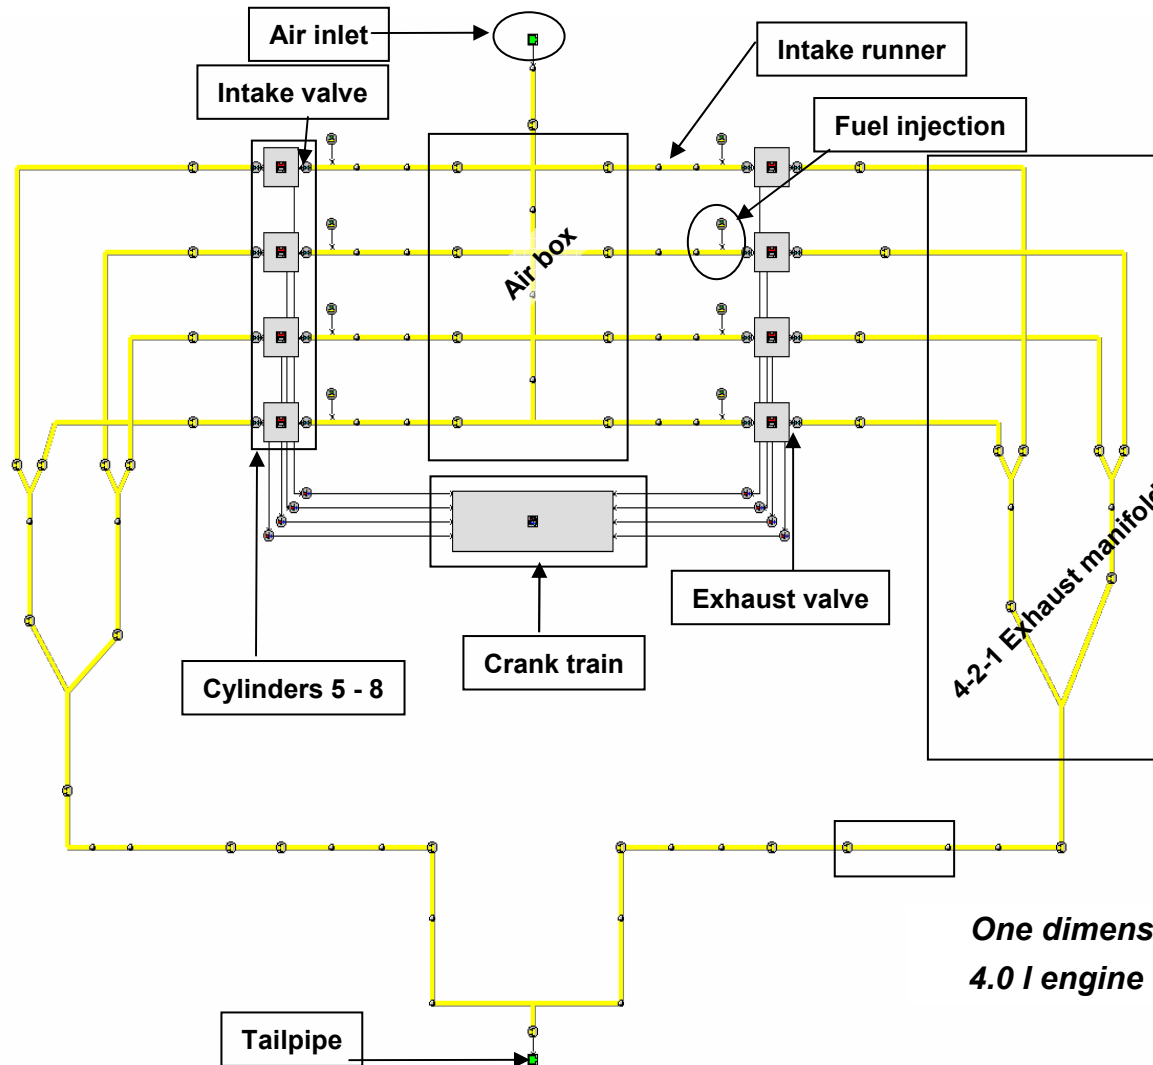 Air inlet
Intake runner
Intake valve
Fuel injection
Air box
Exhaust valve
Crank train
Cylinders 5 - 8
4-2-1 Exhaust manifold
One dimens
4.0 l engine
Tailpipe